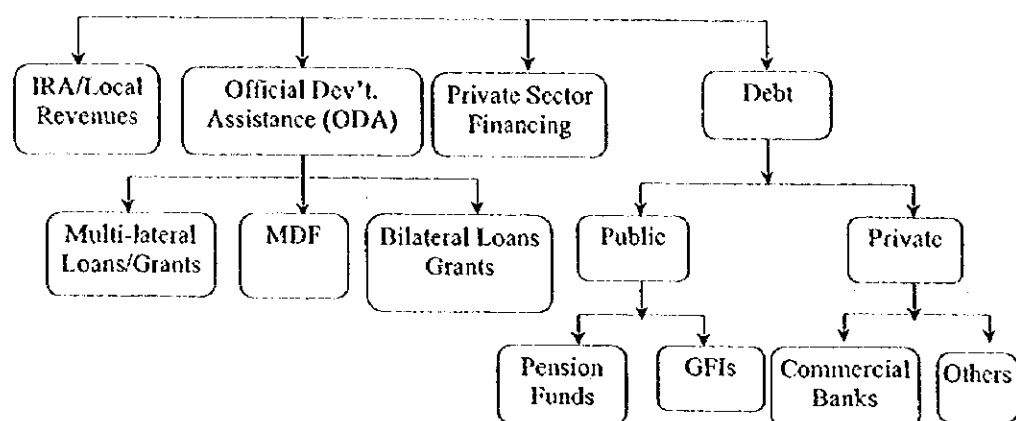 IRA/Local
Revenues
Official Dev't.
Assistance (ODA)
Private Sector
Financing
Debt
Multi-lateral
Loans/Grants
MDF
Bilateral Loans
Grants
Public
Private
Pension
Funds
GFIs
Commercial
Banks
Others